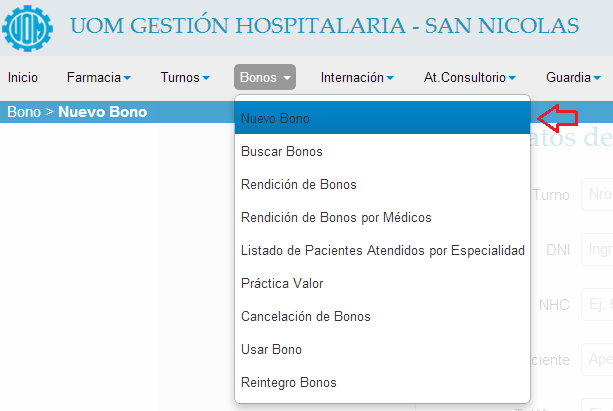 UOM
UOM GESTIÓN HOSPITALARIA - SAN NICOLAS
Inicio Farmacia Turnos Bonos Internación At.Consultorio Guardia
Bono > Nuevo Bono
Nuevo Bono
Buscar Bonos
Rendición de Bonos
Rendición de Bonos por Médicos
Listado de Pacientes Atendidos por Especialidad
Práctica Valor
Cancelación de Bonos
Usar Bono
Reintegro Bonos
atos de
Turno Nro
DNI Ingr
NHC Ej:
ciente Ape